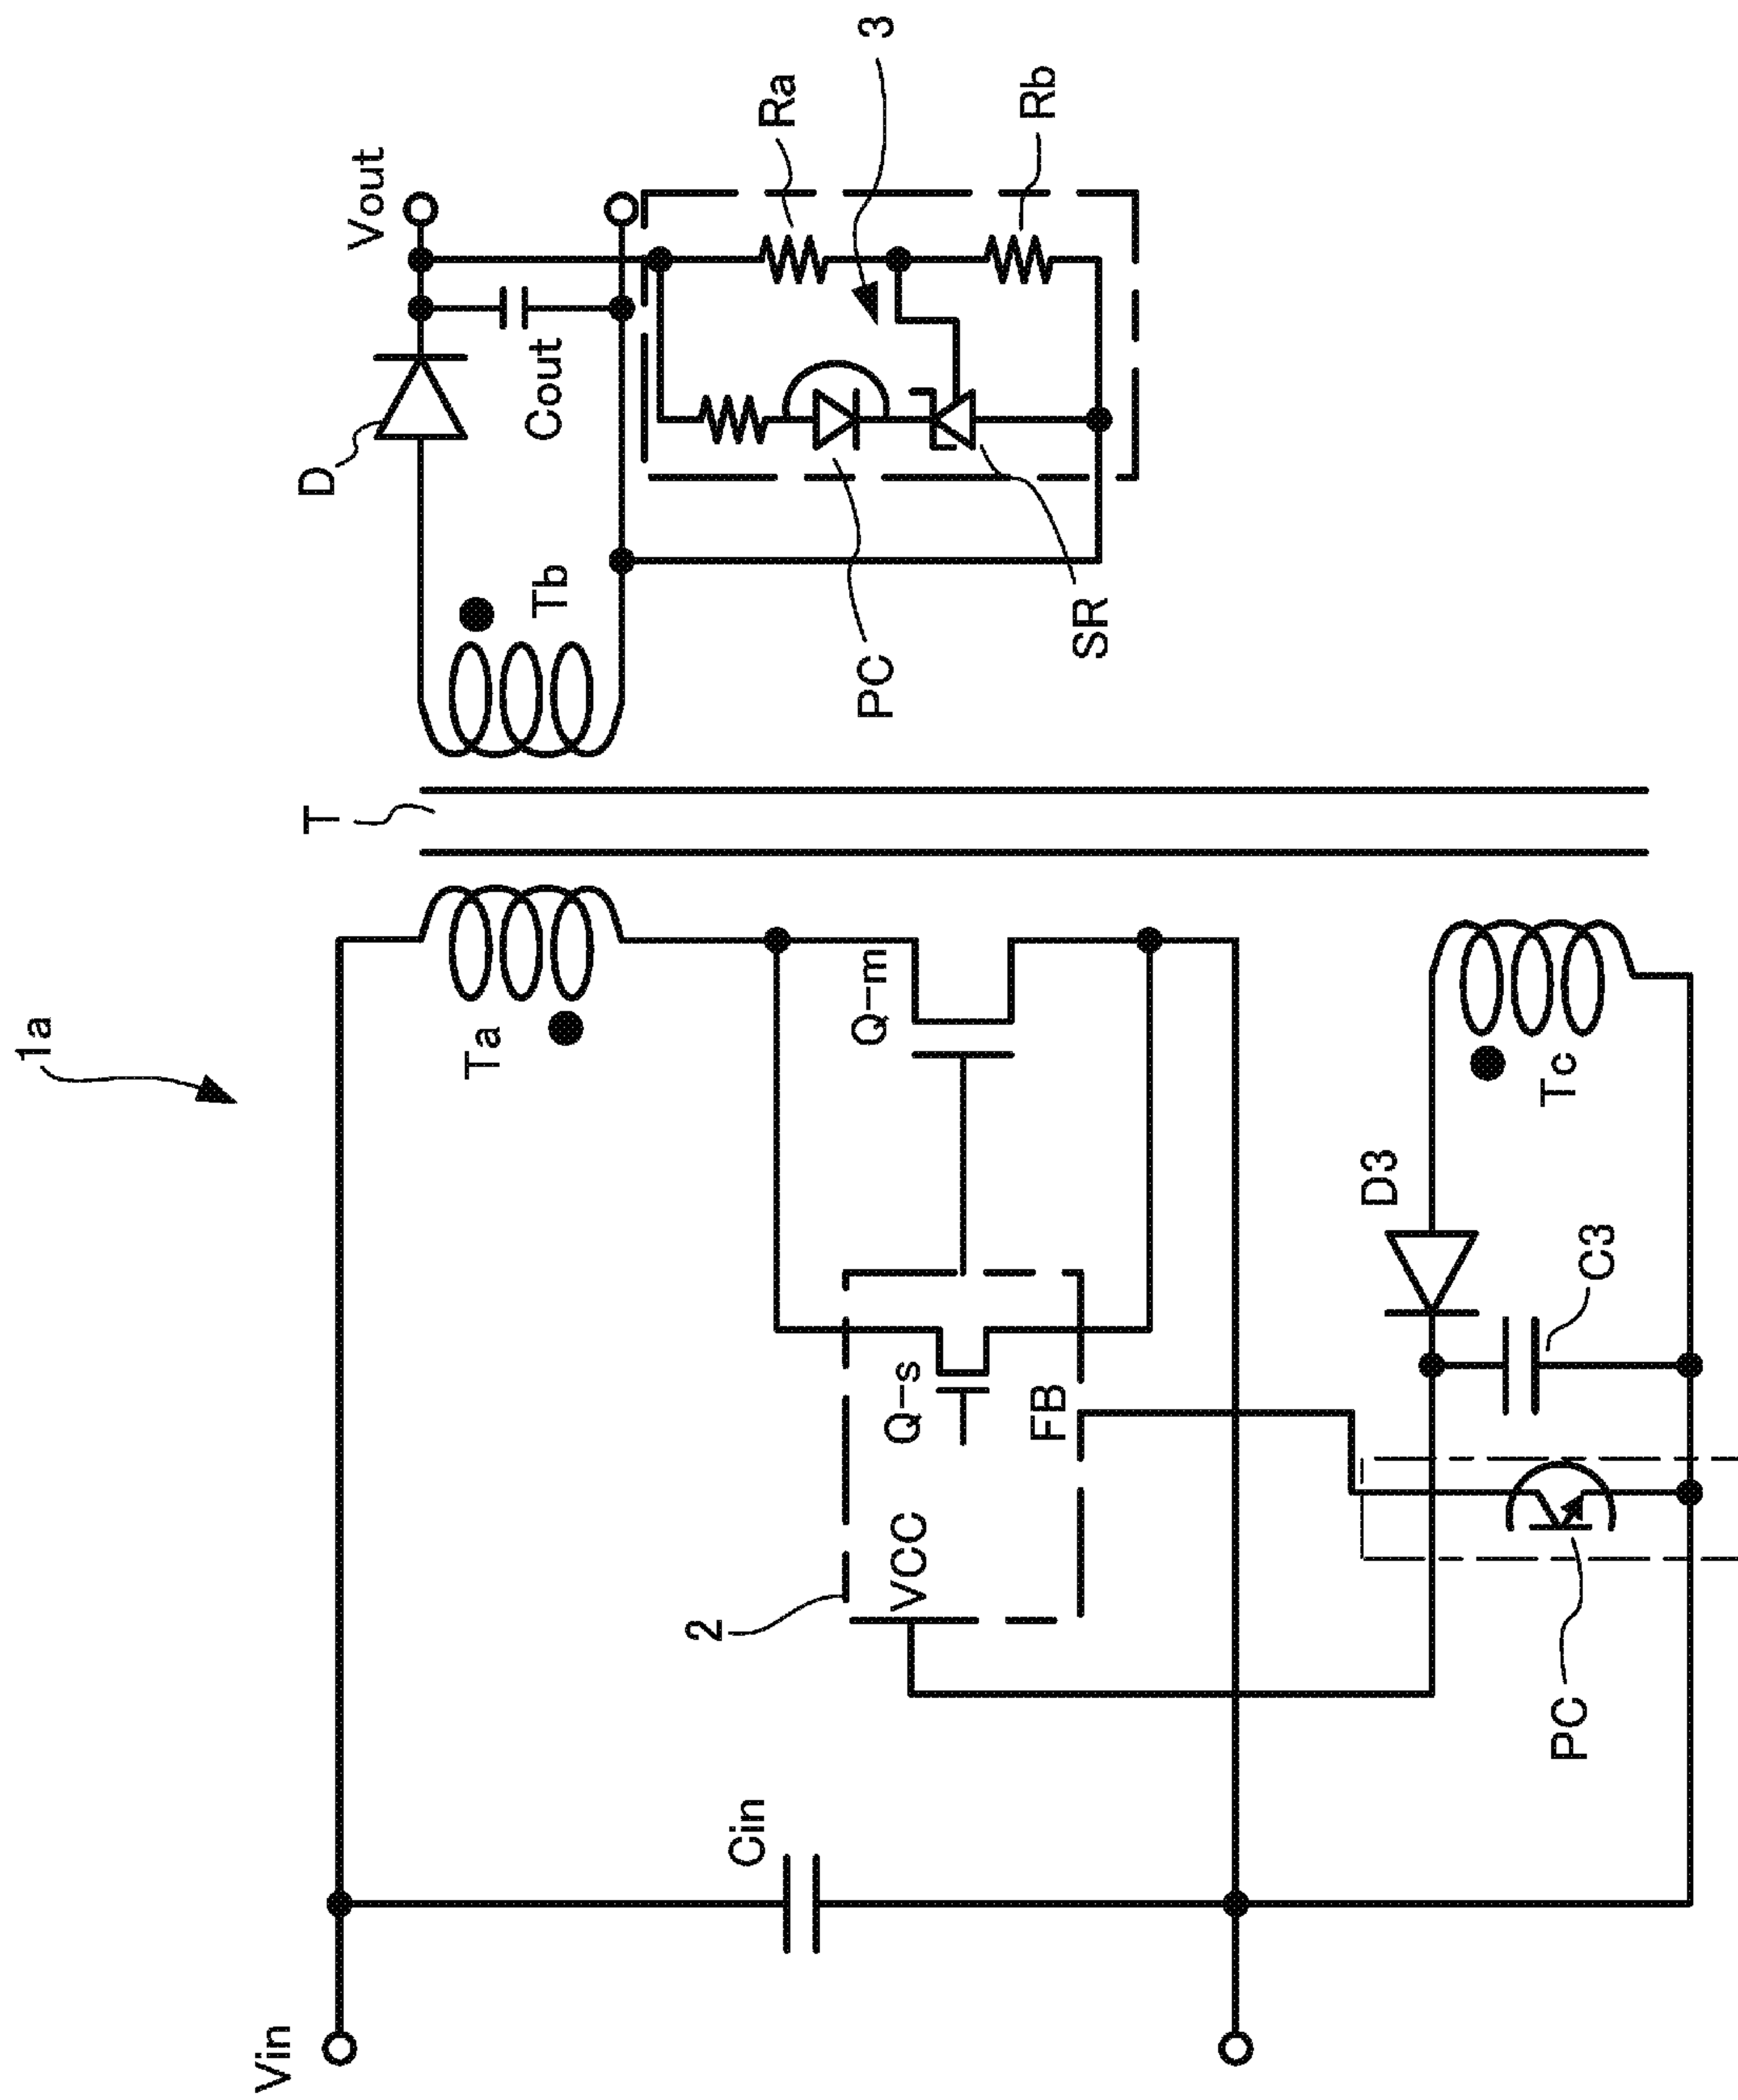 1a
Vin
Cin
2
VCC
Q-s
FB
Q-m
Ta
T
Tb
D
Cout
Vout
Ra
3
Rb
PC
SR
D3
C3
Tc
PC